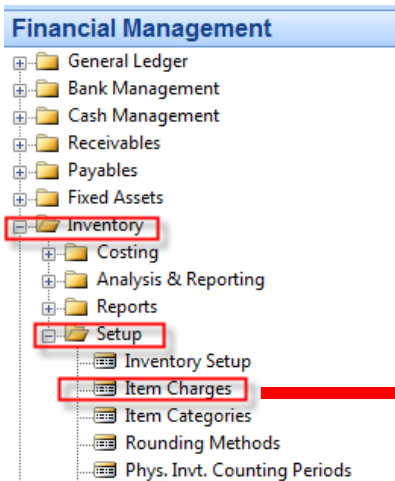 Financial Management
General Ledger
Bank Management
Cash Management
Receivables
Payables
Fixed Assets
Inventory
Costing
Analysis & Reporting
Reports
Setup
Inventory Setup
Item Charges
Item Categories
Rounding Methods
Phys. Invt. Counting Periods